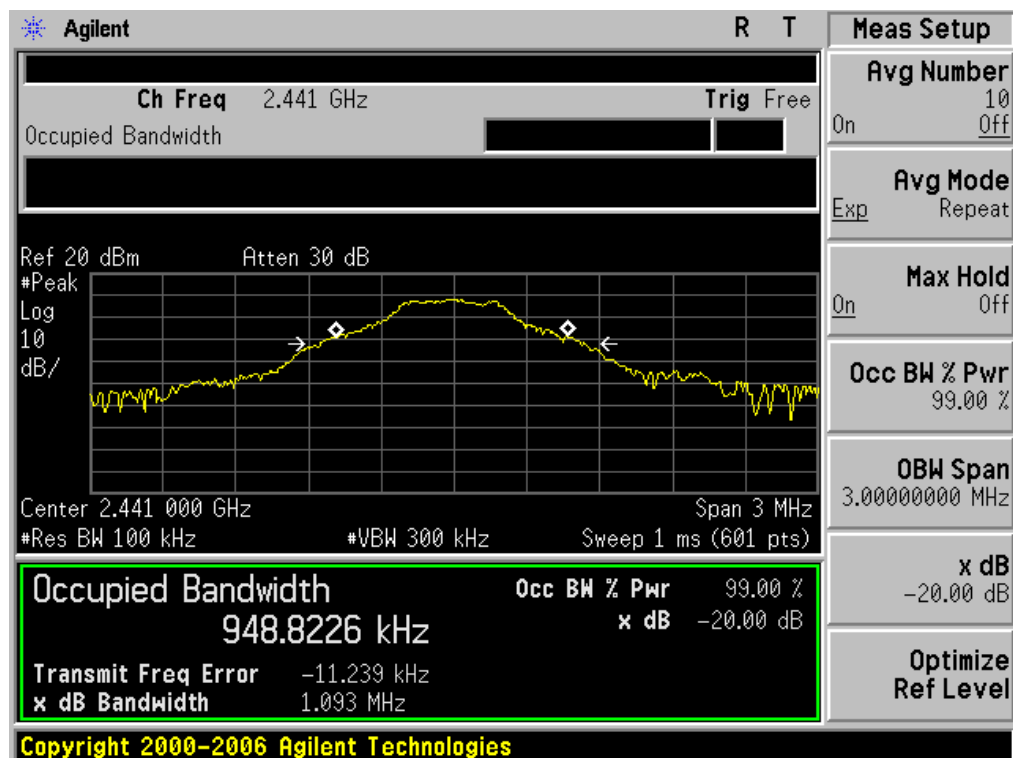 Agilent R T
Ch Freq 2.441 GHz Trig Free
Occupied Bandwidth
Ref 20 dBm Atten 30 dB
#Peak
Log
10
dB/
Center 2.441 000 GHz Span 3 MHz
#Res BW 100 kHz #VBW 300 kHz Sweep 1 ms (601 pts)
Occupied Bandwidth Occ BW % Pwr 99.00 %
948.8226 kHz x dB -20.00 dB
Transmit Freq Error -11.239 kHz
x dB Bandwidth 1.093 MHz
Copyright 2000-2006 Agilent Technologies
Meas Setup
Avg Number
10
On Off
Avg Mode
Exp Repeat
Max Hold
On Off
Occ BW % Pwr
99.00 %
OBW Span
3.00000000 MHz
x dB
-20.00 dB
Optimize
Ref Level